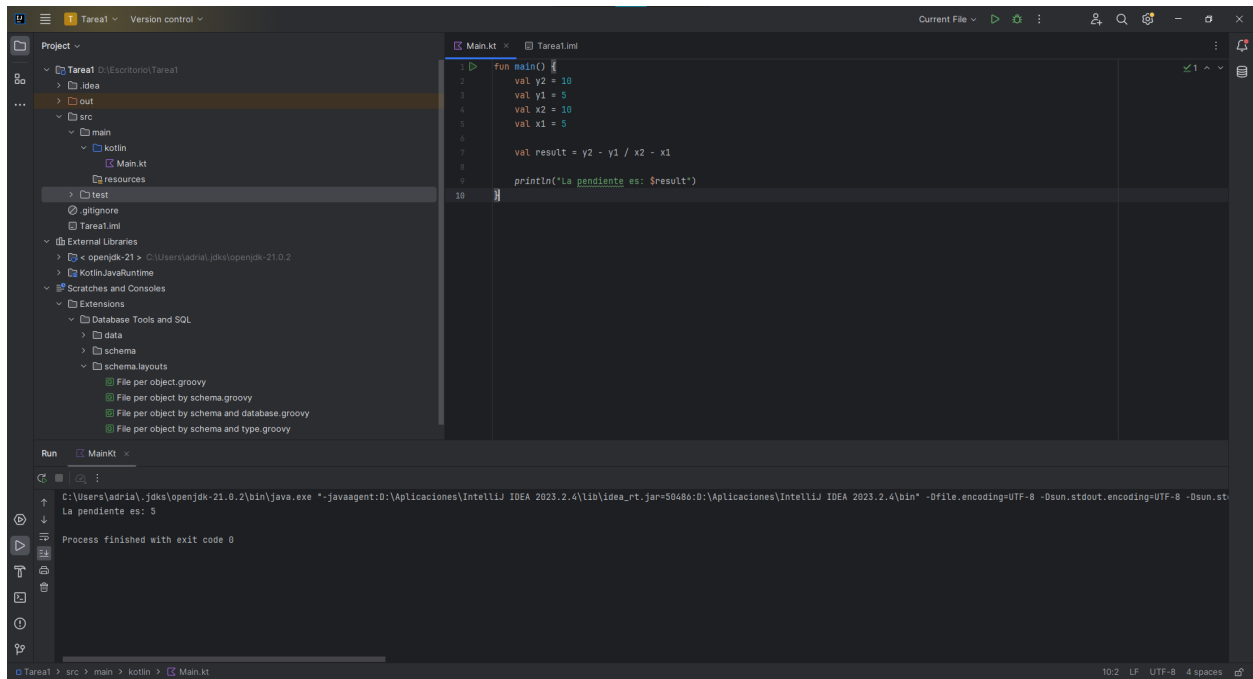 T Tarea1 Version control Current File
Project
Tarea1 D:\Escritorio\Tarea1
.idea
out
src
main
kotlin
Main.kt
resources
test
.gitignore
Tarea1.iml
External Libraries
< openjdk-21 > C:\Users\adria\.jdks\openjdk-21.0.2
KotlinJavaRuntime
Scratches and Consoles
Extensions
Database Tools and SQL
data
schema
schema.layouts
File per object.groovy
File per object by schema.groovy
File per object by schema and database.groovy
File per object by schema and type.groovy
Main.kt Tarea1.iml
1 fun main() { 1
2 val y2 = 10
3 val y1 = 5
4 val x2 = 10
5 val x1 = 5
6
7 val result = y2 - y1 / x2 - x1
8
9 println("La pendiente es: $result")
10 }
Run MainKt
C:\Users\adria\.jdks\openjdk-21.0.2\bin\java.exe "-javaagent:D:\Aplicaciones\IntelliJ IDEA 2023.2.4\lib\idea_rt.jar=50486:D:\Aplicaciones\IntelliJ IDEA 2023.2.4\bin" -Dfile.encoding=UTF-8 -Dsun.stdout.encoding=UTF-8 -Dsun.st
La pendiente es: 5
Process finished with exit code 0
Tarea1 > src > main > kotlin > Main.kt 10:2 LF UTF-8 4 spaces